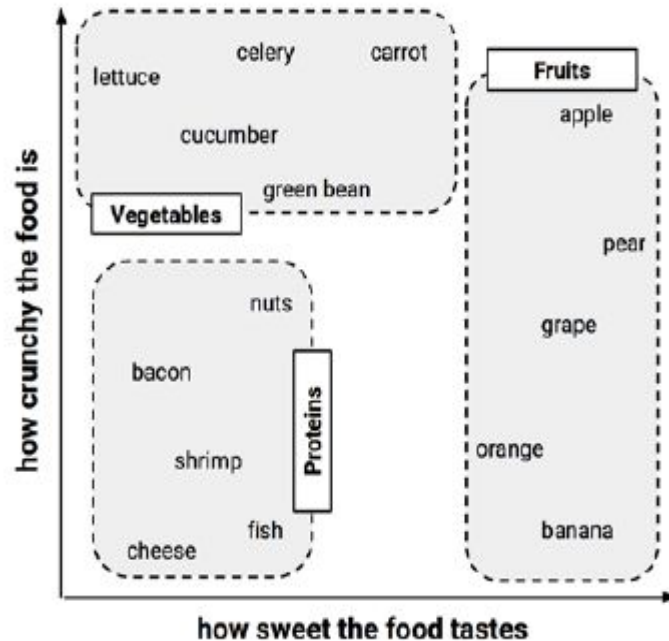 celery
carrot
lettuce
Fruits
apple
cucumber
green bean
Vegetables
pear
nuts
grape
bacon
Proteins
orange
shrimp
fish
banana
cheese
how crunchy the food is
how sweet the food tastes